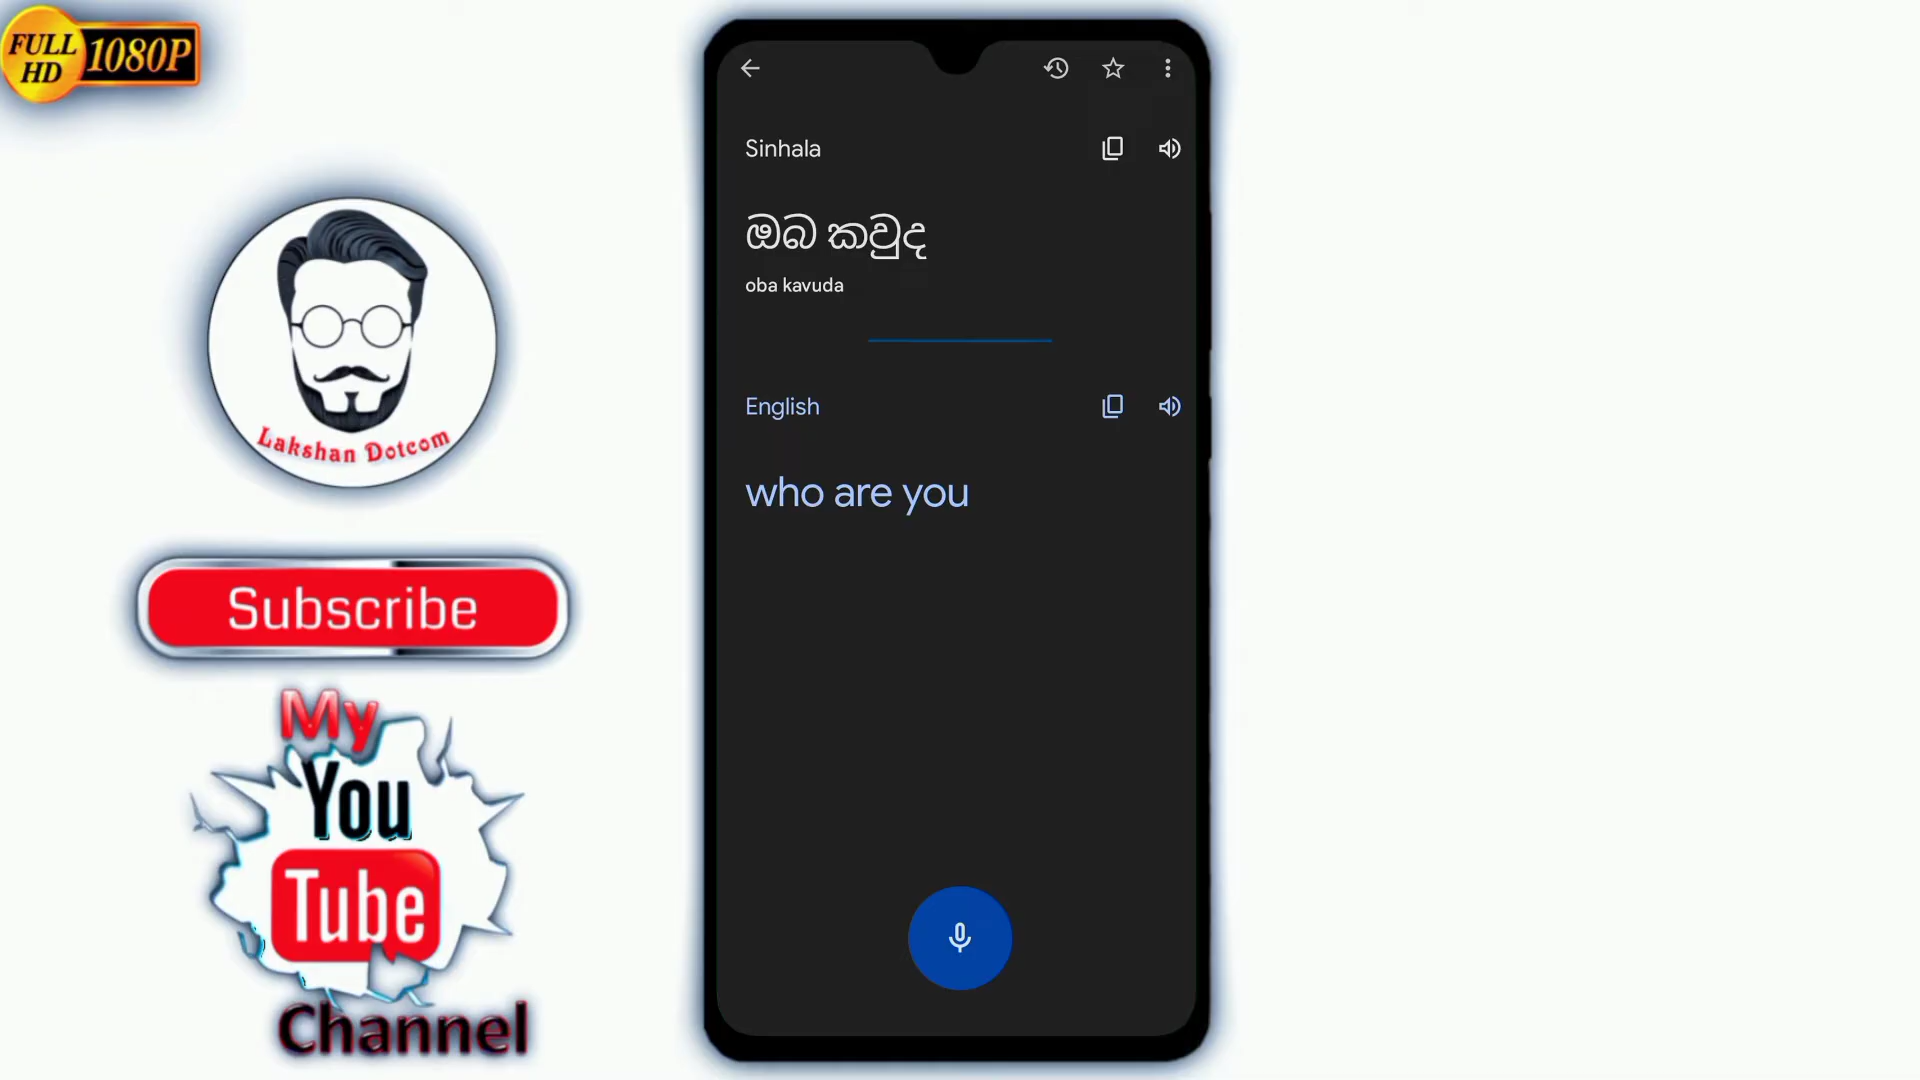 FULL HD 1080P
Lakshan Dotcom
Subscribe
My
You
Tube
Channel
Sinhala
ඔබ කවුද
oba kavuda
English
who are you